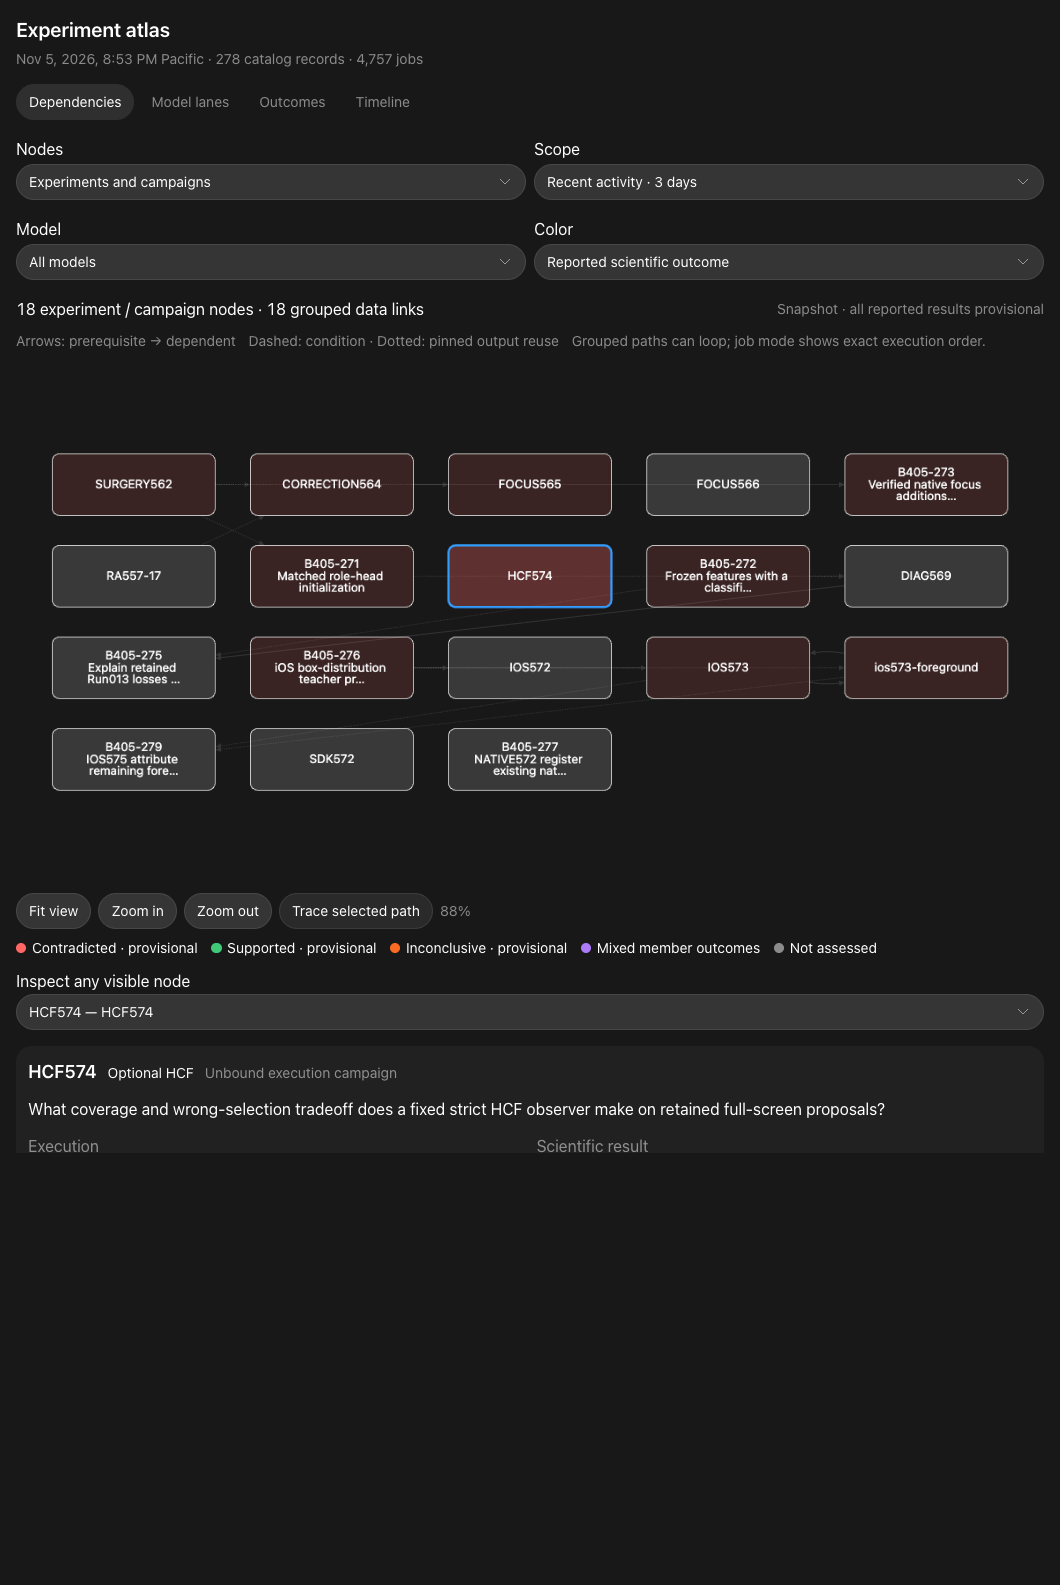 Experiment atlas
Nov 5, 2026, 8:53 PM Pacific · 278 catalog records · 4,757 jobs
Dependencies Model lanes Outcomes Timeline
Nodes
Experiments and campaigns
Scope
Recent activity · 3 days
Model
All models
Color
Reported scientific outcome
18 experiment / campaign nodes · 18 grouped data links
Snapshot · all reported results provisional
Arrows: prerequisite → dependent Dashed: condition · Dotted: pinned output reuse Grouped paths can loop; job mode shows exact execution order.
SURGERY562
CORRECTION564
FOCUS565
FOCUS566
B405-273
Verified native focus
additions...
RA557-17
B405-271
Matched role-head
initialization
HCF574
B405-272
Frozen features with a
classifi...
DIAG569
B405-275
Explain retained
Run013 losses ...
B405-276
iOS box-distribution
teacher pr...
IOS572
IOS573
ios573-foreground
B405-279
IOS575 attribute
remaining fore...
SDK572
B405-277
NATIVE572 register
existing nat...
Fit view Zoom in Zoom out Trace selected path 88%
Contradicted · provisional Supported · provisional Inconclusive · provisional Mixed member outcomes Not assessed
Inspect any visible node
HCF574 — HCF574
HCF574 Optional HCF Unbound execution campaign
What coverage and wrong-selection tradeoff does a fixed strict HCF observer make on retained full-screen proposals?
Execution
Scientific result